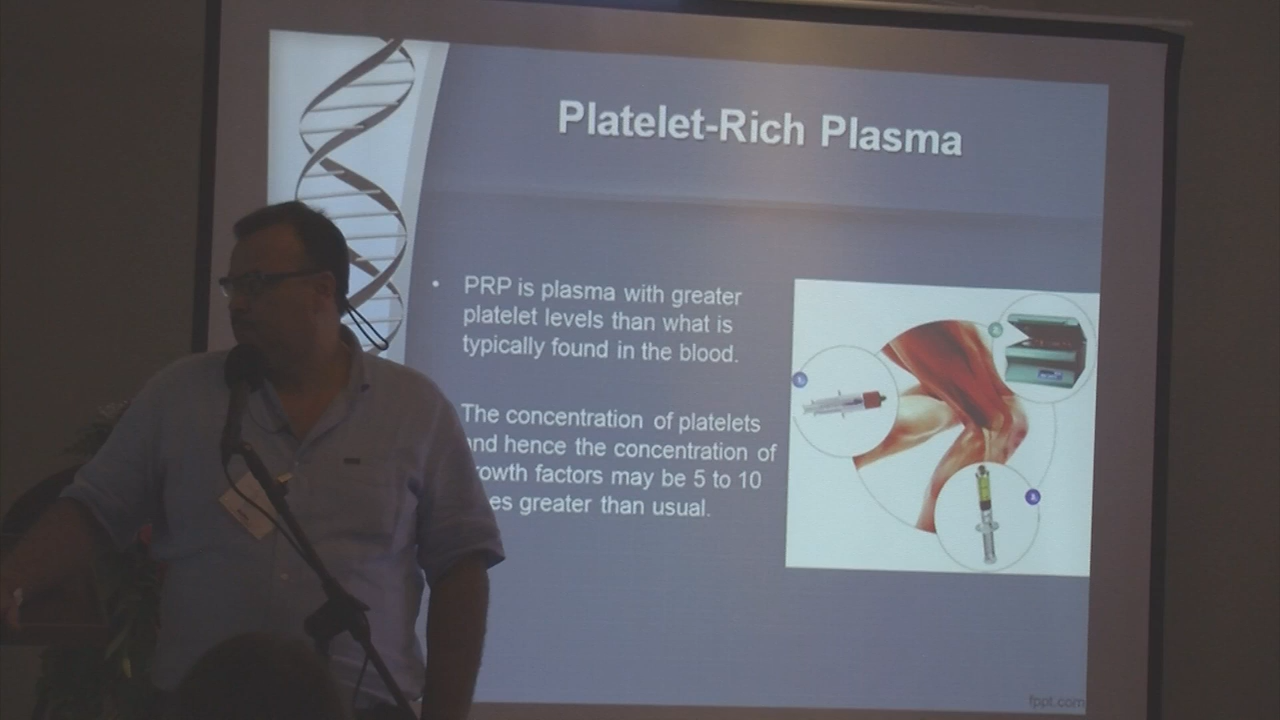 Platelet-Rich Plasma
• PRP is plasma with greater
platelet levels than what is
typically found in the blood.
The concentration of platelets
and hence the concentration of
growth factors may be 5 to 10
es greater than usual.
fppt.com